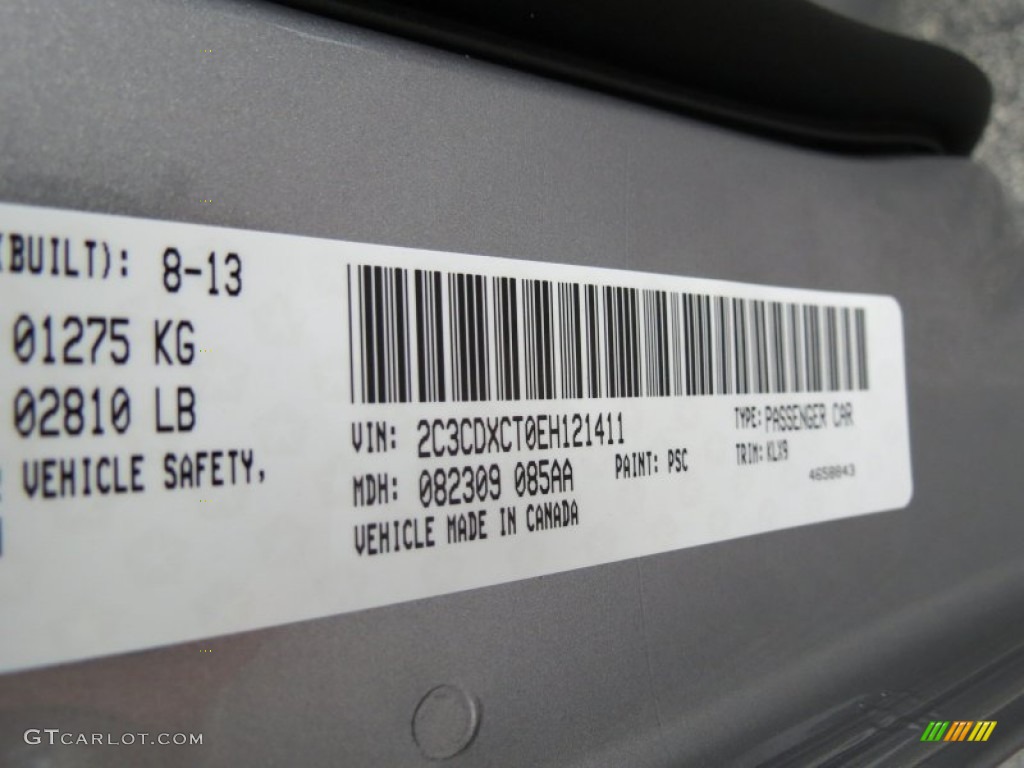 (BUILT): 8-13
01275 KG
02810 LB
VEHICLE SAFETY,
VIN: 2C3CDXCT0EH121411
TYPE: PASSENGER CAR
MDH: 082309 085AA
PAINT: PSC
TRIM: KLX9
4658843
VEHICLE MADE IN CANADA
GTCARLOT.COM